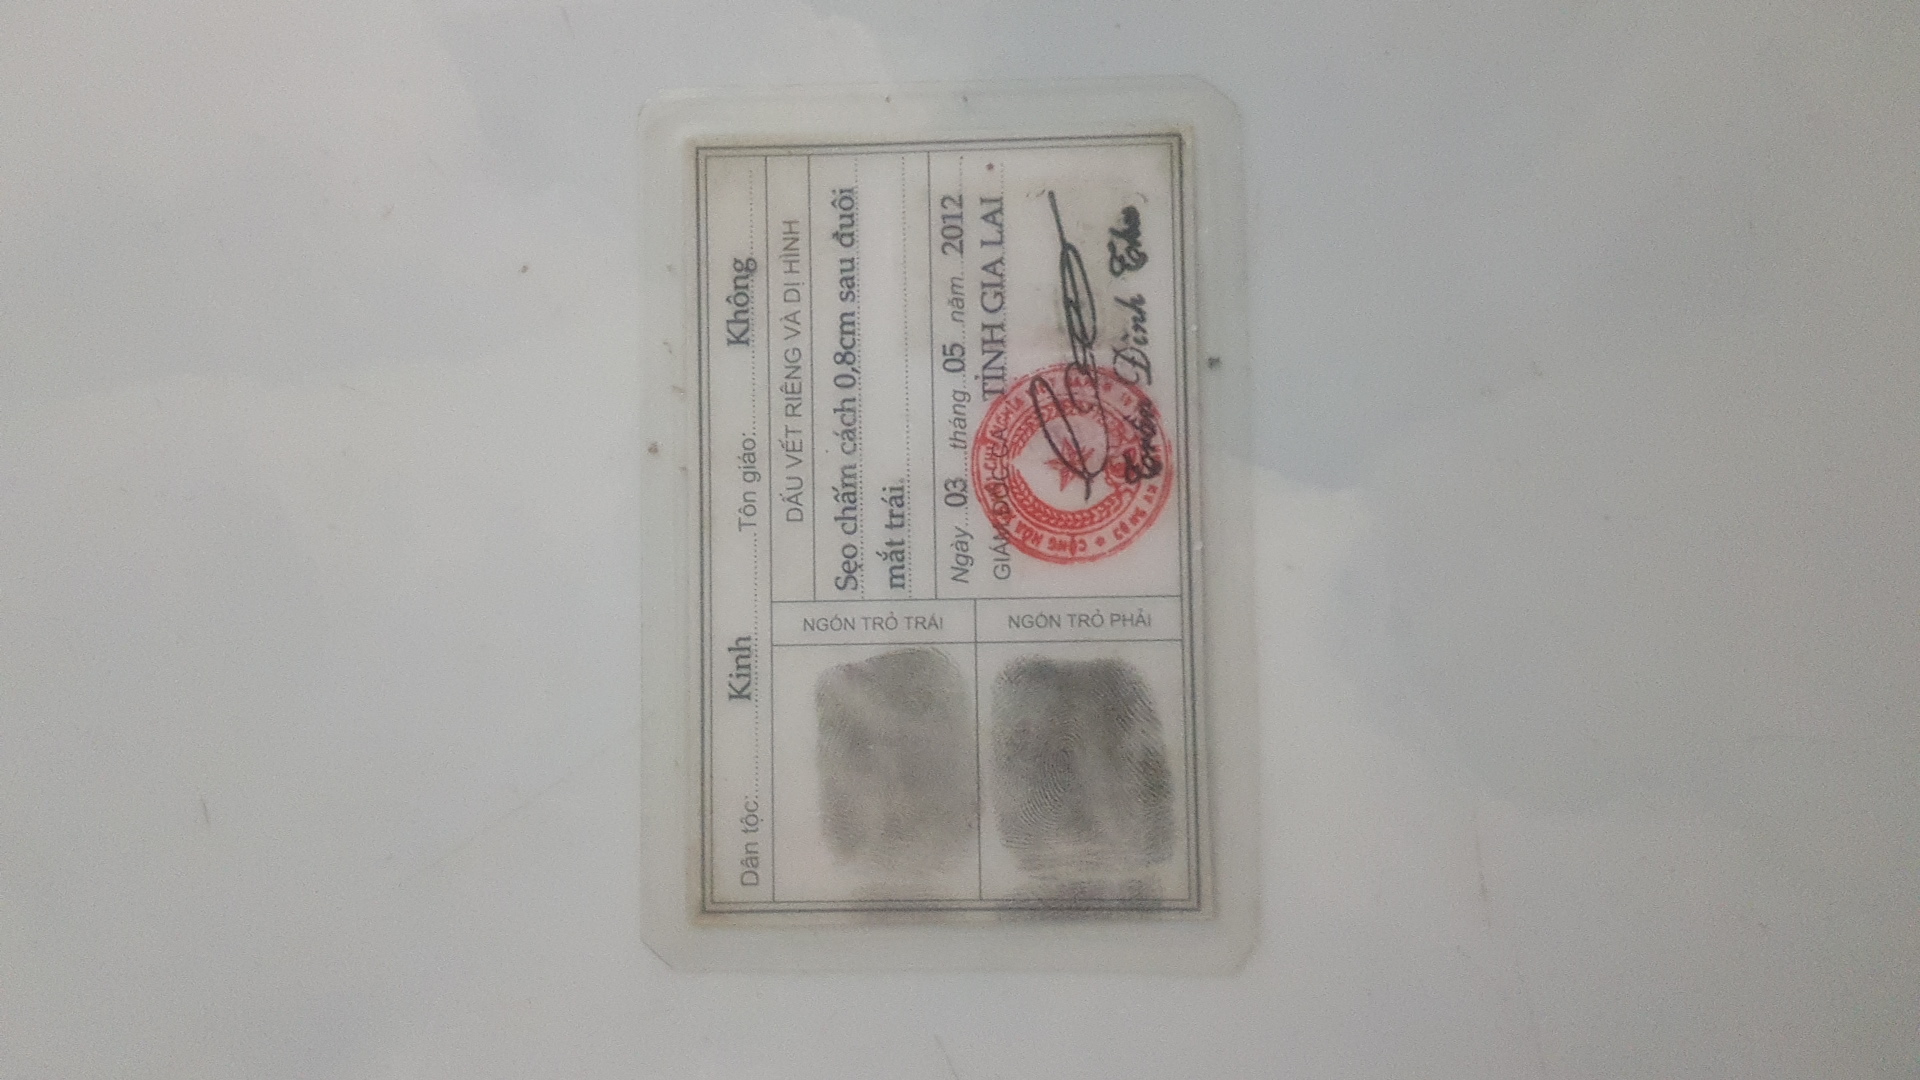 Dân tộc: Kinh Tôn giáo: Không
NGÓN TRỎ TRÁI
NGÓN TRỎ PHẢI
DẤU VẾT RIÊNG VÀ DỊ HÌNH
Sẹo chấm cách 0,8cm sau đuôi
mắt trái.
Ngày 03 tháng 05 năm 2012
GIÁM ĐỐC CA TỈNH GIA LAI
Trần Đình Thu